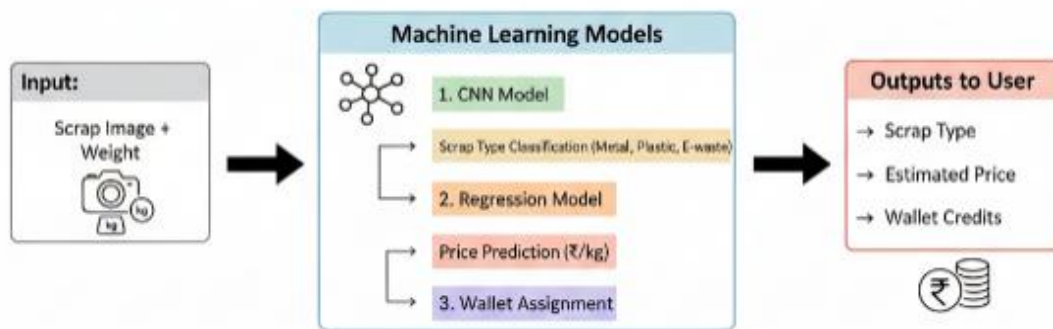 Input:
Scrap Image +
Weight
kg
kg
Machine Learning Models
1. CNN Model
Scrap Type Classification (Metal, Plastic, E-waste)
2. Regression Model
Price Prediction (₹/kg)
3. Wallet Assignment
Outputs to User
→ Scrap Type
→ Estimated Price
→ Wallet Credits
₹